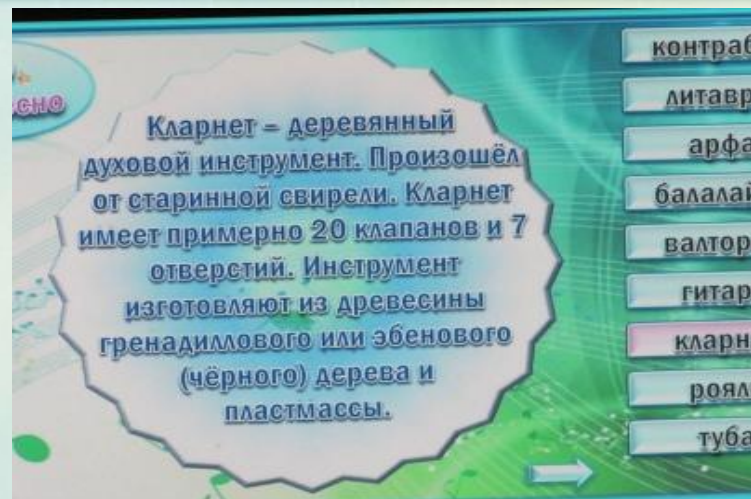 Кларнет – деревянный
духовой инструмент. Произошёл
от старинной свирели. Кларнет
имеет примерно 20 клапанов и 7
отверстий. Инструмент
изготовляют из древесины
гренадиллового или эбенового
(чёрного) дерева и
пластмассы.
контраб
литавр
арфа
балалай
валтор
гитар
кларн
роял
туба